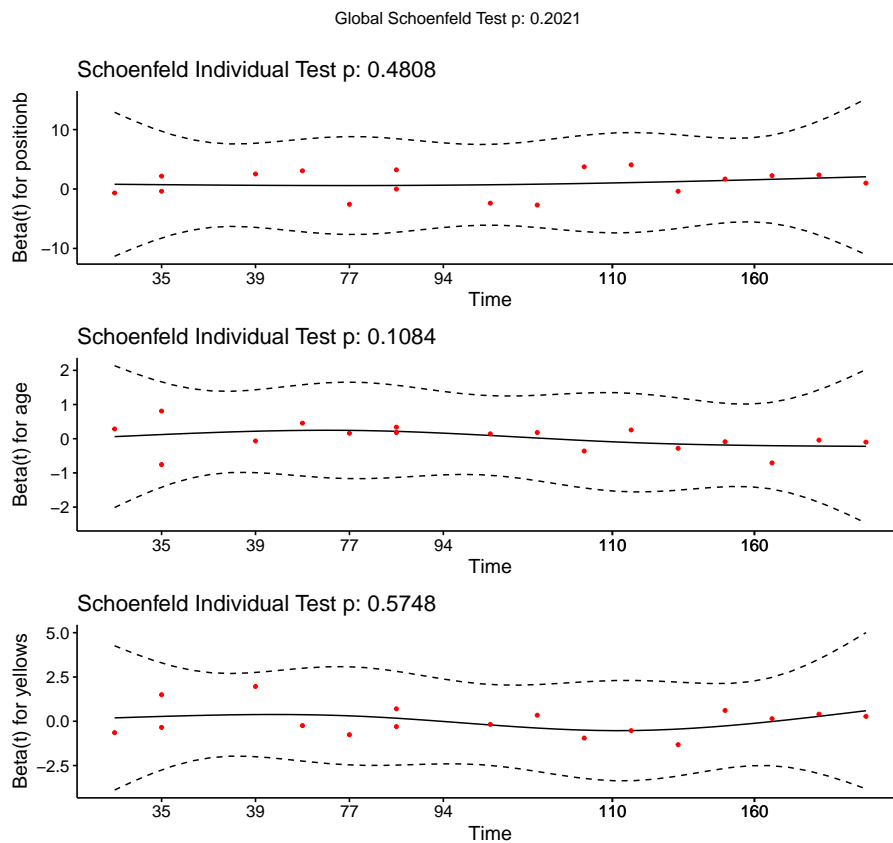 Global Schoenfeld Test p: 0.2021
Schoenfeld Individual Test p: 0.4808
Beta(t) for positionb
10
0
−10
35 39 77 94 110 160
Time
Schoenfeld Individual Test p: 0.1084
Beta(t) for age
2
1
0
−1
−2
35 39 77 94 110 160
Time
Schoenfeld Individual Test p: 0.5748
Beta(t) for yellows
5.0
2.5
0.0
−2.5
35 39 77 94 110 160
Time